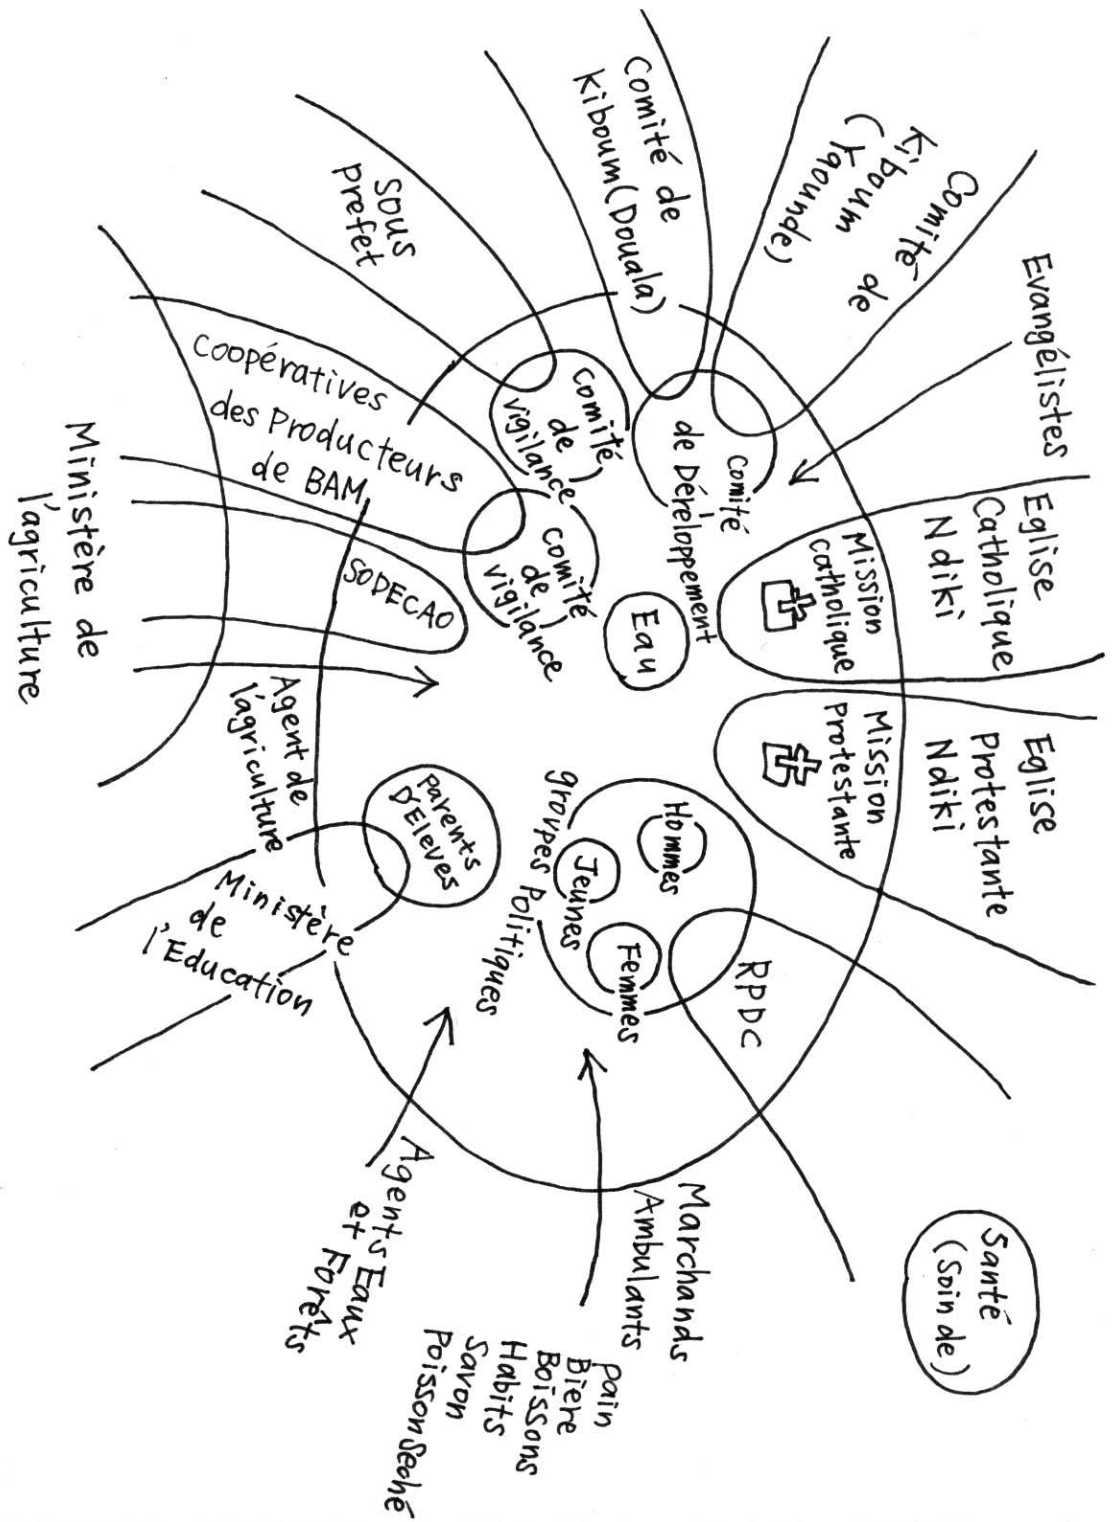 Evangélistes
Comité de
Kiboum
(Yaounde)
Comité de
Kiboum (Douala)
Sous
prefet
Coopératives
des Producteurs
de BAM
Ministère de
l'agriculture
SODECAO
Agent de
l'agriculture
comité
de
vigilance
comité
de
vigilance
comité
de Déreloppement
Eau
Eglise
Catholique
Ndiki
Mission
catholique
Eglise
Protestante
Ndiki
Mission
Protestante
Parents
D'Eleves
Ministère
de
l'Education
Hommes
Jeunes
Femmes
groupes Politiques
RPDC
Agents Eaux
et Forêts
Marchands
Ambulants
Pain
Bière
Boissons
Habits
Savon
Poisson Seché
Santé
(Soin de)